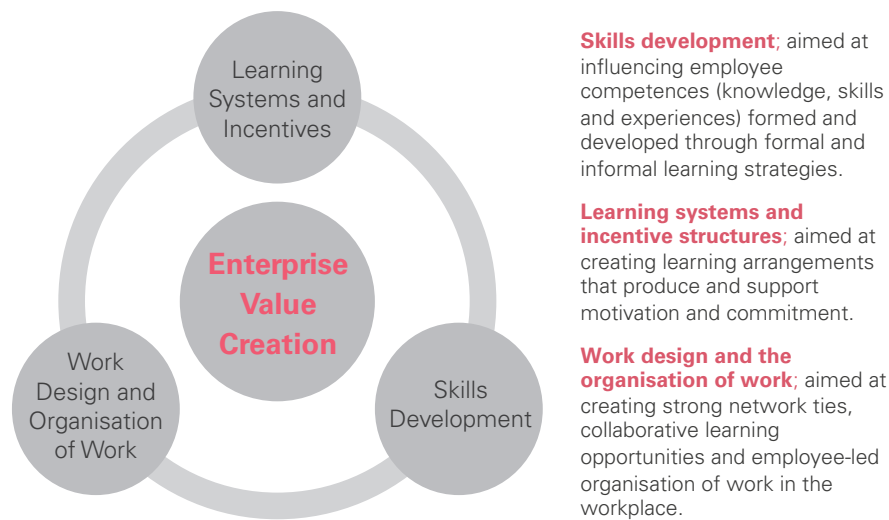 Learning
Systems and
Incentives
Enterprise
Value
Creation
Work
Design and
Organisation
of Work
Skills
Development
Skills development; aimed at
influencing employee
competences (knowledge, skills
and experiences) formed and
developed through formal and
informal learning strategies.
Learning systems and
incentive structures; aimed at
creating learning arrangements
that produce and support
motivation and commitment.
Work design and the
organisation of work; aimed at
creating strong network ties,
collaborative learning
opportunities and employee-led
organisation of work in the
workplace.